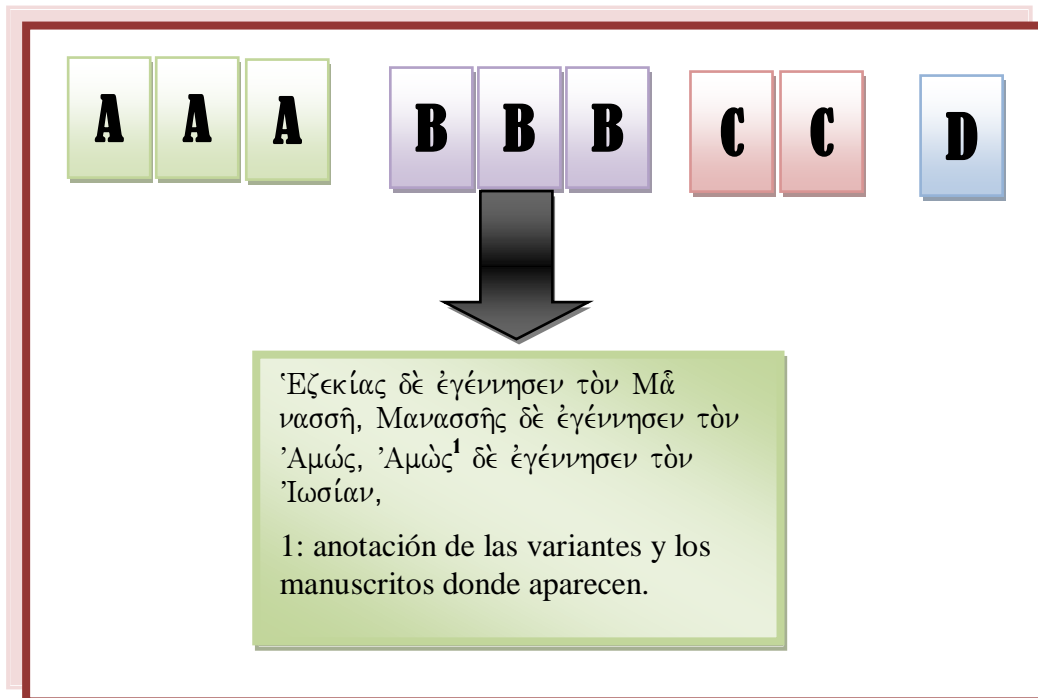 A A A B B B C C D
Ἑζεκίας δὲ ἐγέννησεν τὸν Μἆ
νασσῆ, Μανασσῆς δὲ ἐγέννησεν τὸν
Ἀμώς, Ἀμὼς¹ δὲ ἐγέννησεν τὸν
Ἰωσίαν,
1: anotación de las variantes y los
manuscritos donde aparecen.